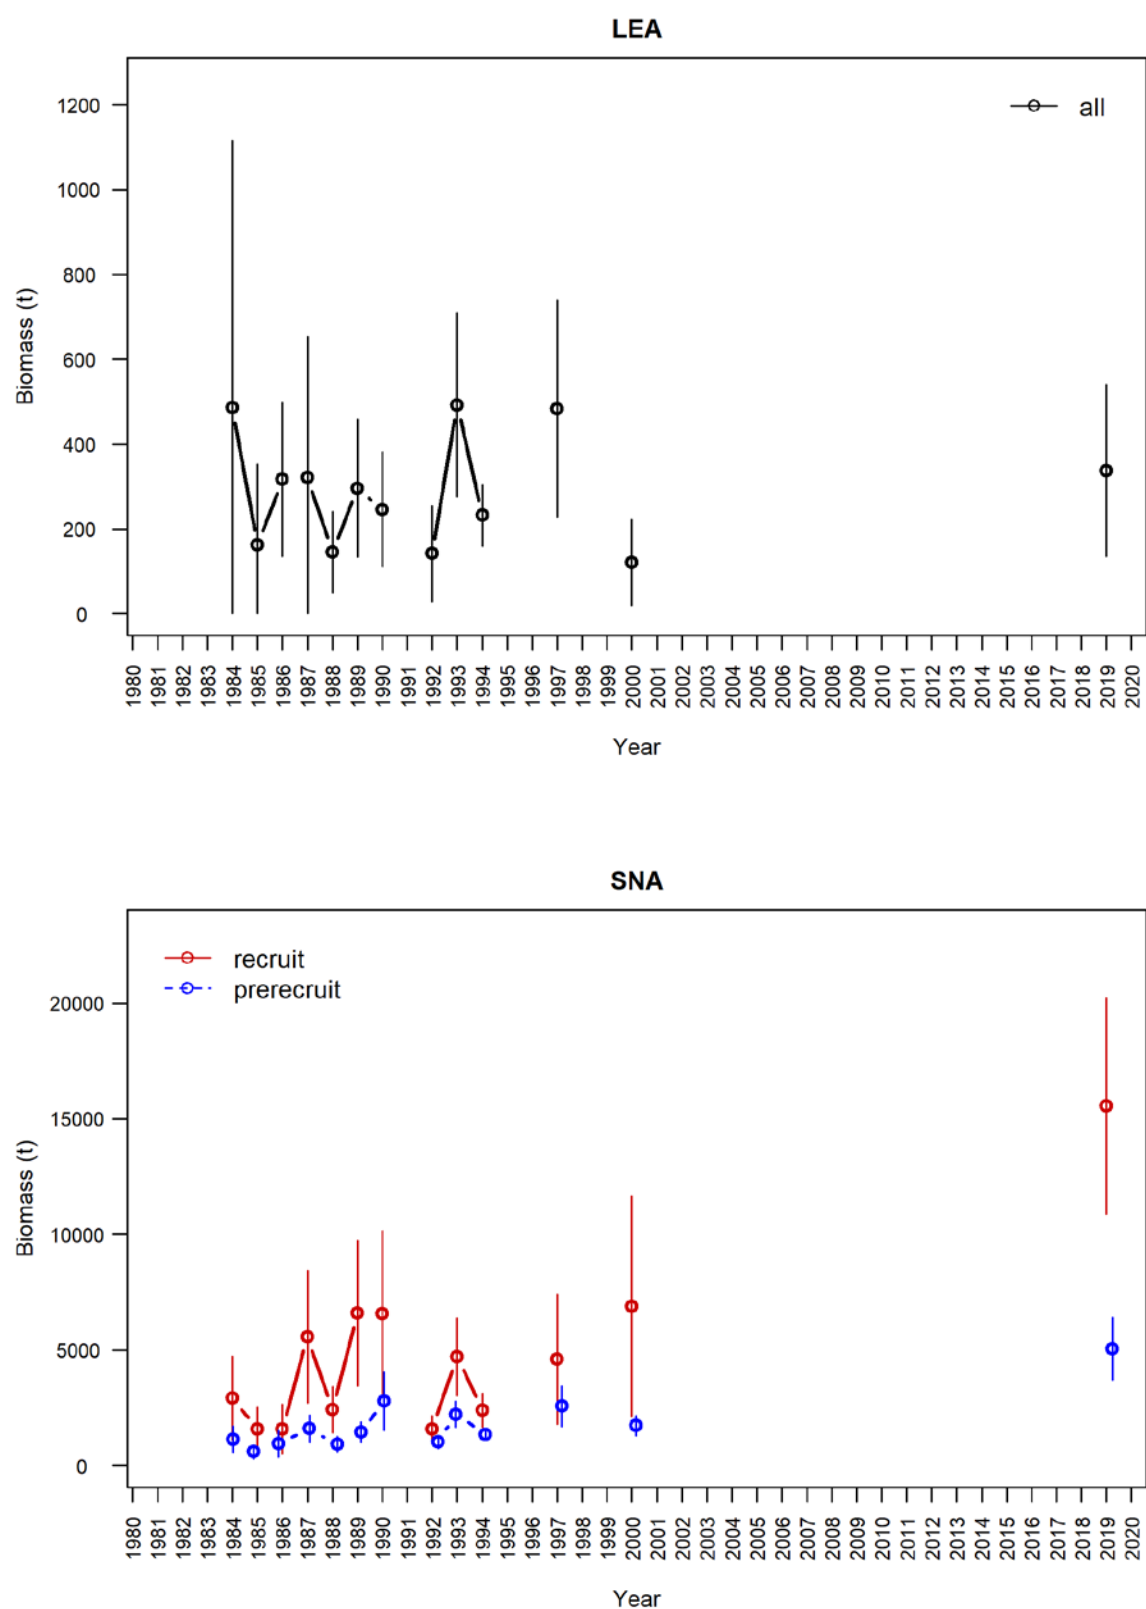 LEA
all
1200
1000
800
600
400
200
0
Biomass (t)
1980 1981 1982 1983 1984 1985 1986 1987 1988 1989 1990 1991 1992 1993 1994 1995 1996 1997 1998 1999 2000 2001 2002 2003 2004 2005 2006 2007 2008 2009 2010 2011 2012 2013 2014 2015 2016 2017 2018 2019 2020
Year
SNA
recruit
prerecruit
20000
15000
10000
5000
0
Biomass (t)
1980 1981 1982 1983 1984 1985 1986 1987 1988 1989 1990 1991 1992 1993 1994 1995 1996 1997 1998 1999 2000 2001 2002 2003 2004 2005 2006 2007 2008 2009 2010 2011 2012 2013 2014 2015 2016 2017 2018 2019 2020
Year